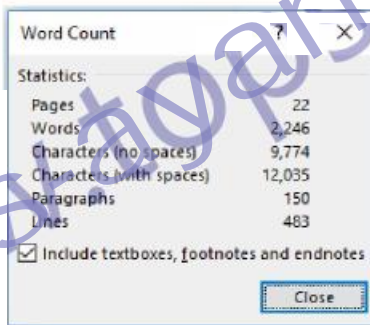 Word Count ? ×
Statistics:
Pages 22
Words 2,246
Characters (no spaces) 9,774
Characters (with spaces) 12,035
Paragraphs 150
Lines 483
Include textboxes, footnotes and endnotes
Close